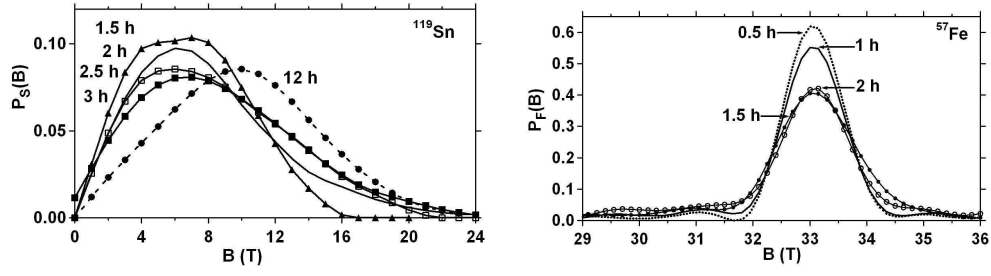 ¹¹⁹Sn
1.5 h
2 h
2.5 h
3 h
12 h
P_S(B)
0.10
0.05
0.00
0 4 8 12 16 20 24
B (T)
⁵⁷Fe
0.5 h
1 h
2 h
1.5 h
P_F(B)
0.6
0.5
0.4
0.3
0.2
0.1
0.0
29 30 31 32 33 34 35 36
B (T)